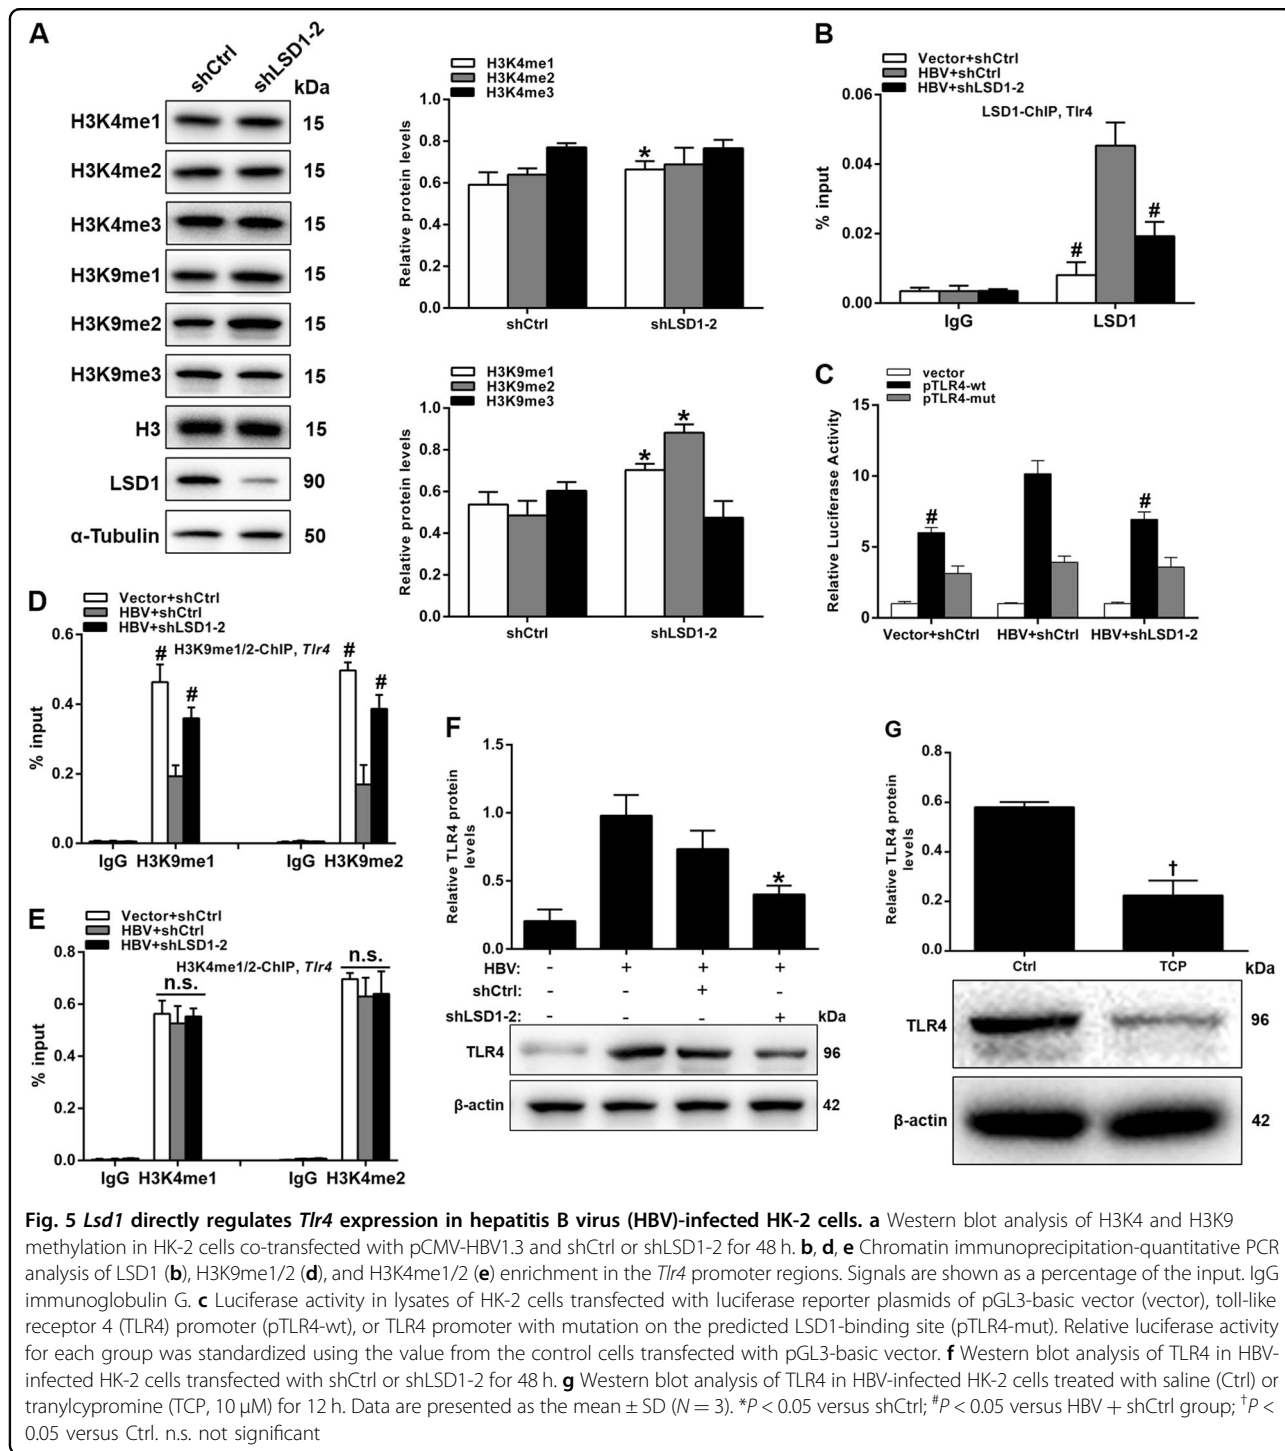 A
shCtrl
shLSD1-2
kDa
H3K4me1
15
H3K4me2
15
H3K4me3
15
H3K9me1
15
H3K9me2
15
H3K9me3
15
H3
15
LSD1
90
α-Tubulin
50
H3K4me1
H3K4me2
H3K4me3
Relative protein levels
1.0
0.8
0.6
0.4
0.2
0.0
*
shCtrl
shLSD1-2
H3K9me1
H3K9me2
H3K9me3
Relative protein levels
1.0
0.8
0.6
0.4
0.2
0.0
*
*
shCtrl
shLSD1-2
B
Vector+shCtrl
HBV+shCtrl
HBV+shLSD1-2
LSD1-ChIP, Tlr4
% input
0.06
0.04
0.02
0.00
#
#
IgG
LSD1
C
vector
pTLR4-wt
pTLR4-mut
Relative Luciferase Activity
15
10
5
0
#
#
Vector+shCtrl
HBV+shCtrl
HBV+shLSD1-2
D
Vector+shCtrl
HBV+shCtrl
HBV+shLSD1-2
H3K9me1/2-ChIP, Tlr4
% input
0.6
0.4
0.2
0.0
#
#
#
#
IgG
H3K9me1
IgG
H3K9me2
E
Vector+shCtrl
HBV+shCtrl
HBV+shLSD1-2
H3K4me1/2-ChIP, Tlr4
% input
0.8
0.6
0.4
0.2
0.0
n.s.
n.s.
IgG
H3K4me1
IgG
H3K4me2
F
Relative TLR4 protein
levels
1.5
1.0
0.5
0.0
*
HBV: - + + +
shCtrl: - - + -
shLSD1-2: - - - + kDa
TLR4
96
β-actin
42
G
Relative TLR4 protein
levels
0.8
0.6
0.4
0.2
0.0
†
Ctrl
TCP
kDa
TLR4
96
β-actin
42
Fig. 5 Lsd1 directly regulates Tlr4 expression in hepatitis B virus (HBV)-infected HK-2 cells. a Western blot analysis of H3K4 and H3K9
methylation in HK-2 cells co-transfected with pCMV-HBV1.3 and shCtrl or shLSD1-2 for 48 h. b, d, e Chromatin immunoprecipitation-quantitative PCR
analysis of LSD1 (b), H3K9me1/2 (d), and H3K4me1/2 (e) enrichment in the Tlr4 promoter regions. Signals are shown as a percentage of the input. IgG
immunoglobulin G. c Luciferase activity in lysates of HK-2 cells transfected with luciferase reporter plasmids of pGL3-basic vector (vector), toll-like
receptor 4 (TLR4) promoter (pTLR4-wt), or TLR4 promoter with mutation on the predicted LSD1-binding site (pTLR4-mut). Relative luciferase activity
for each group was standardized using the value from the control cells transfected with pGL3-basic vector. f Western blot analysis of TLR4 in HBV-
infected HK-2 cells transfected with shCtrl or shLSD1-2 for 48 h. g Western blot analysis of TLR4 in HBV-infected HK-2 cells treated with saline (Ctrl) or
tranylcypromine (TCP, 10 μM) for 12 h. Data are presented as the mean ± SD (N = 3). *P < 0.05 versus shCtrl; #P < 0.05 versus HBV + shCtrl group; †P <
0.05 versus Ctrl. n.s. not significant